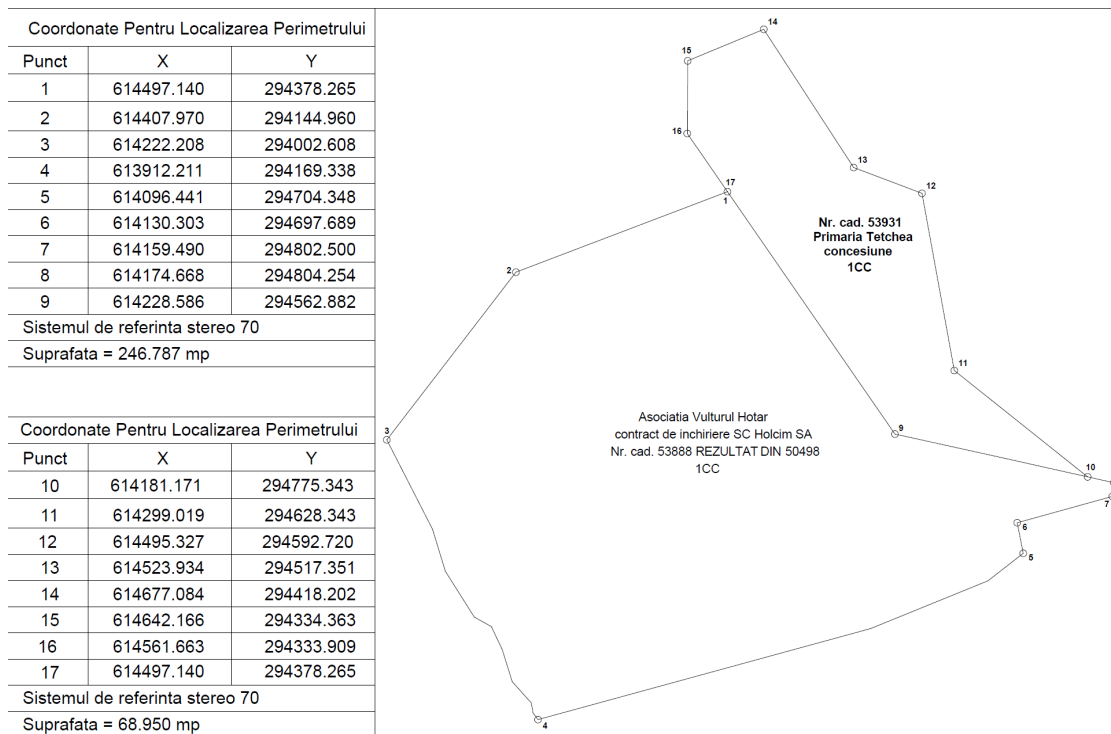 Coordonate Pentru Localizarea Perimetrului
Punct X Y
1 614497.140 294378.265
2 614407.970 294144.960
3 614222.208 294002.608
4 613912.211 294169.338
5 614096.441 294704.348
6 614130.303 294697.689
7 614159.490 294802.500
8 614174.668 294804.254
9 614228.586 294562.882
Sistemul de referinta stereo 70
Suprafata = 246.787 mp
Coordonate Pentru Localizarea Perimetrului
Punct X Y
10 614181.171 294775.343
11 614299.019 294628.343
12 614495.327 294592.720
13 614523.934 294517.351
14 614677.084 294418.202
15 614642.166 294334.363
16 614561.663 294333.909
17 614497.140 294378.265
Sistemul de referinta stereo 70
Suprafata = 68.950 mp
14
15
16
13
17
1
12
Nr. cad. 53931
Primaria Tetchea
concesiune
1CC
2
11
3
Asociatia Vulturul Hotar
contract de inchiriere SC Holcim SA
Nr. cad. 53888 REZULTAT DIN 50498
1CC
9
10
7
6
5
4